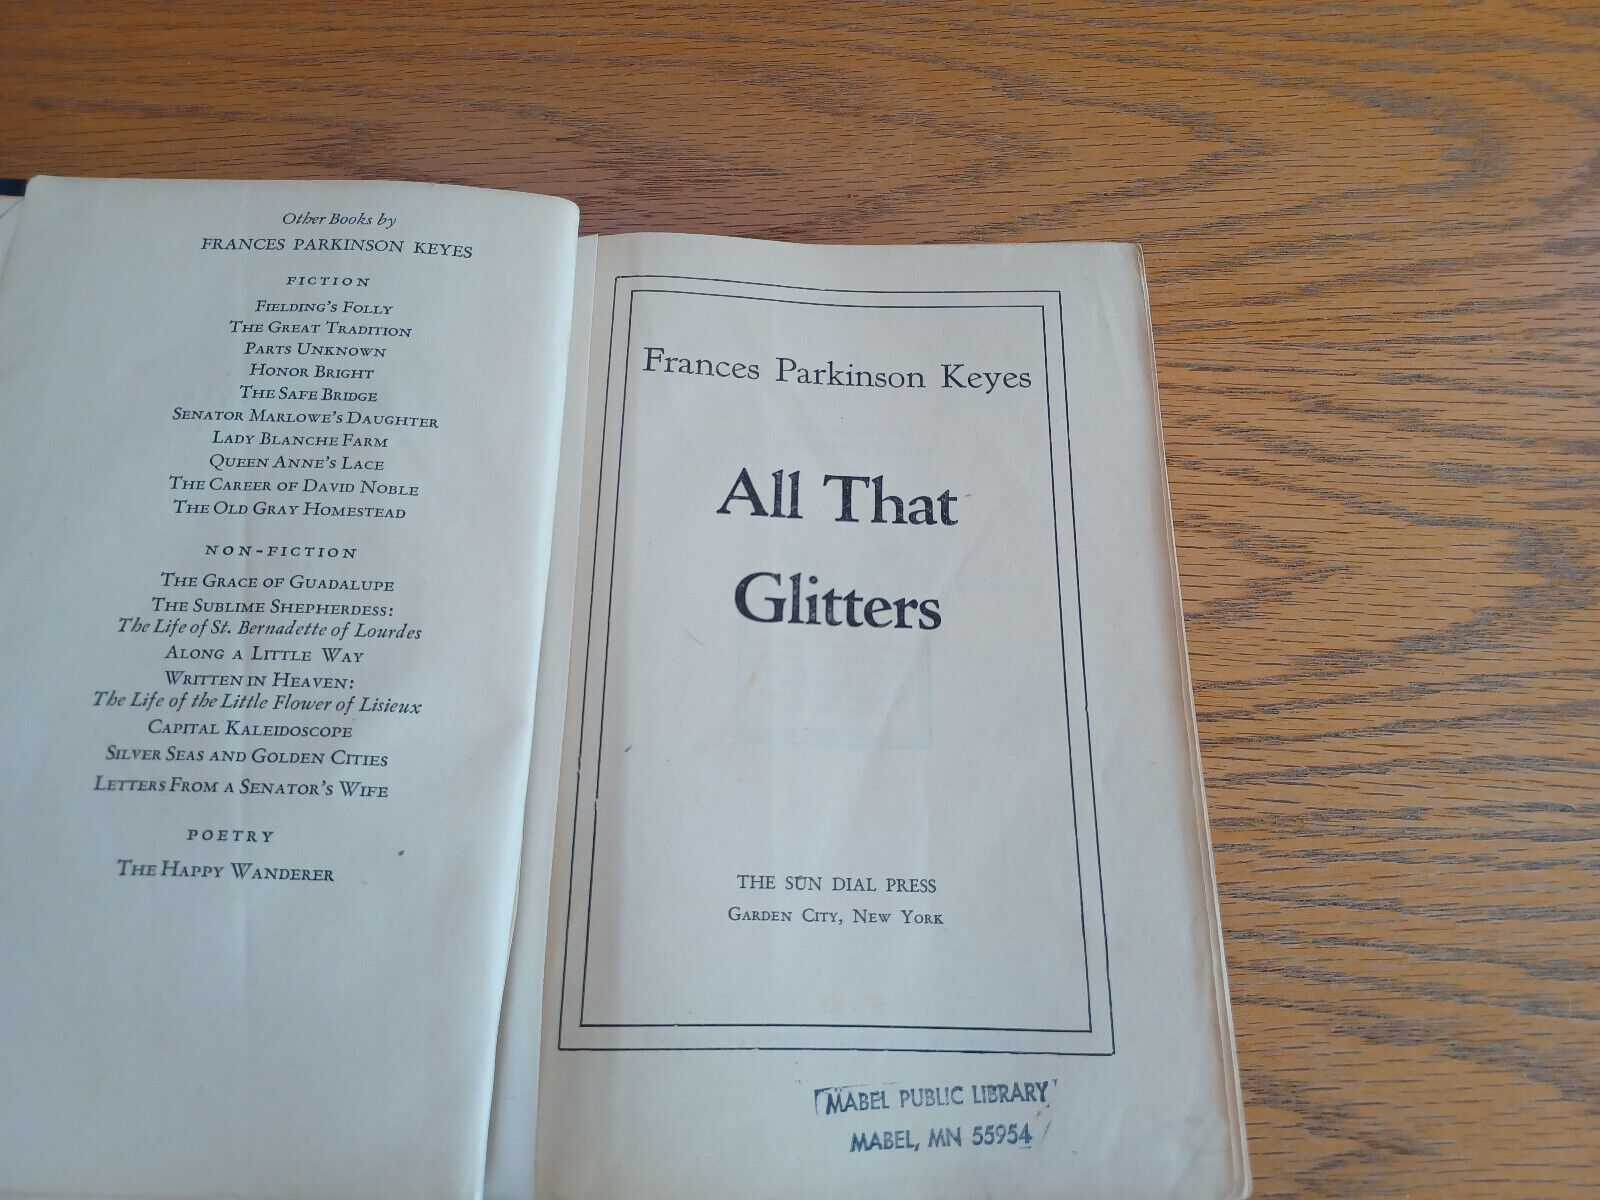 Other Books by
FRANCES PARKINSON KEYES
FICTION
FIELDING'S FOLLY
THE GREAT TRADITION
PARTS UNKNOWN
HONOR BRIGHT
THE SAFE BRIDGE
SENATOR MARLOWE'S DAUGHTER
LADY BLANCHE FARM
QUEEN ANNE'S LACE
THE CAREER OF DAVID NOBLE
THE OLD GRAY HOMESTEAD
NON-FICTION
THE GRACE OF GUADALUPE
THE SUBLIME SHEPHERDESS:
The Life of St. Bernadette of Lourdes
ALONG A LITTLE WAY
WRITTEN IN HEAVEN:
The Life of the Little Flower of Lisieux
CAPITAL KALEIDOSCOPE
SILVER SEAS AND GOLDEN CITIES
LETTERS FROM A SENATOR'S WIFE
POETRY
THE HAPPY WANDERER
Frances Parkinson Keyes
All That
Glitters
THE SUN DIAL PRESS
GARDEN CITY, NEW YORK
MABEL PUBLIC LIBRARY
MABEL, MN 55954